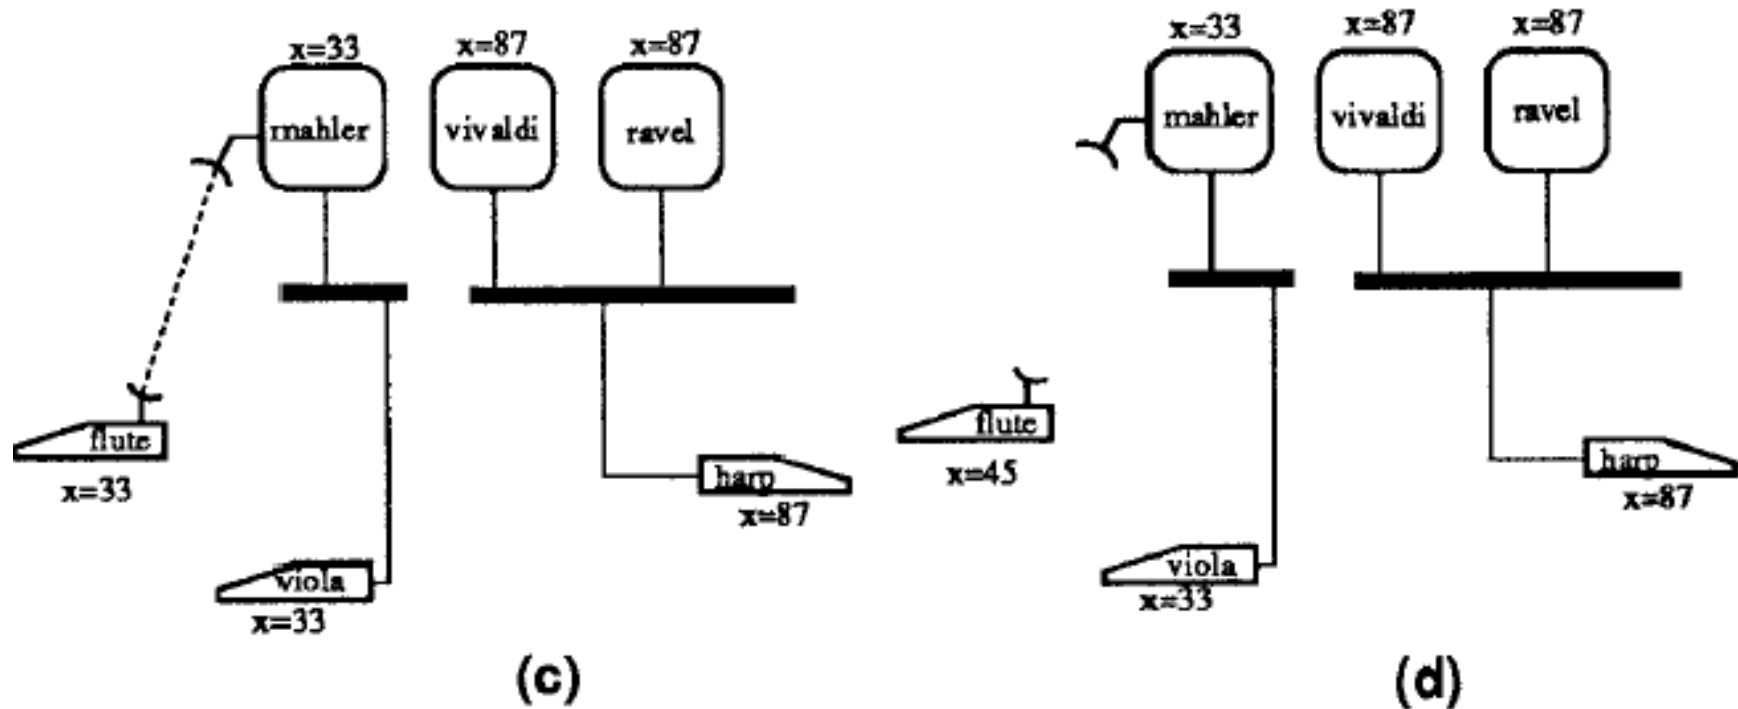 x=33 x=87 x=87
mahler vivaldi ravel
flute
x=33
harp
x=87
viola
x=33
(c)
x=33 x=87 x=87
mahler vivaldi ravel
flute
x=45
harp
x=87
viola
x=33
(d)